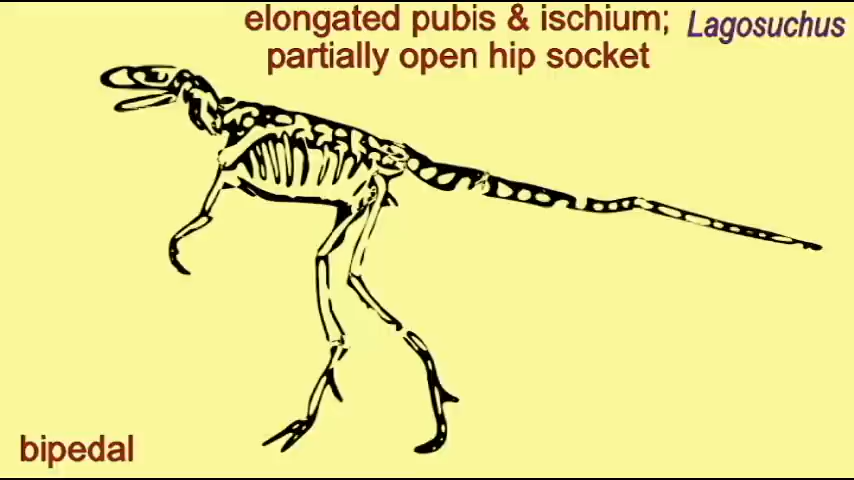 elongated pubis & ischium;
partially open hip socket
Lagosuchus
bipedal